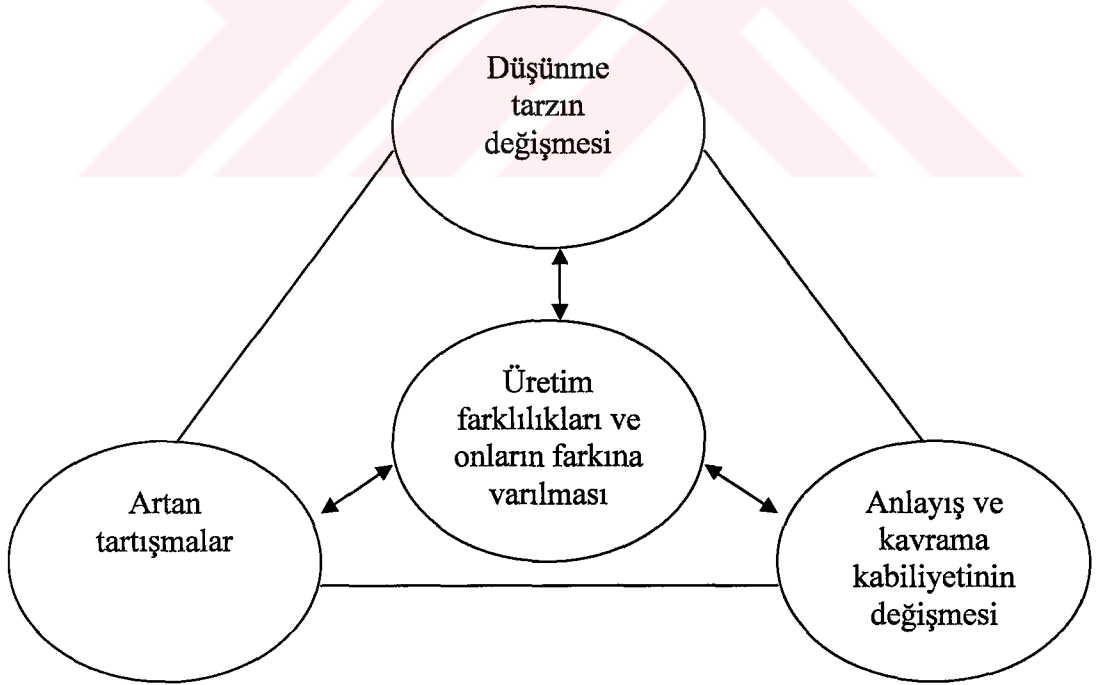 Düşünme
tarzın
değişmesi
Üretim
farklılıkları ve
onların farkına
varılması
Artan
tartışmalar
Anlayış ve
kavrama
kabiliyetinin
değişmesi